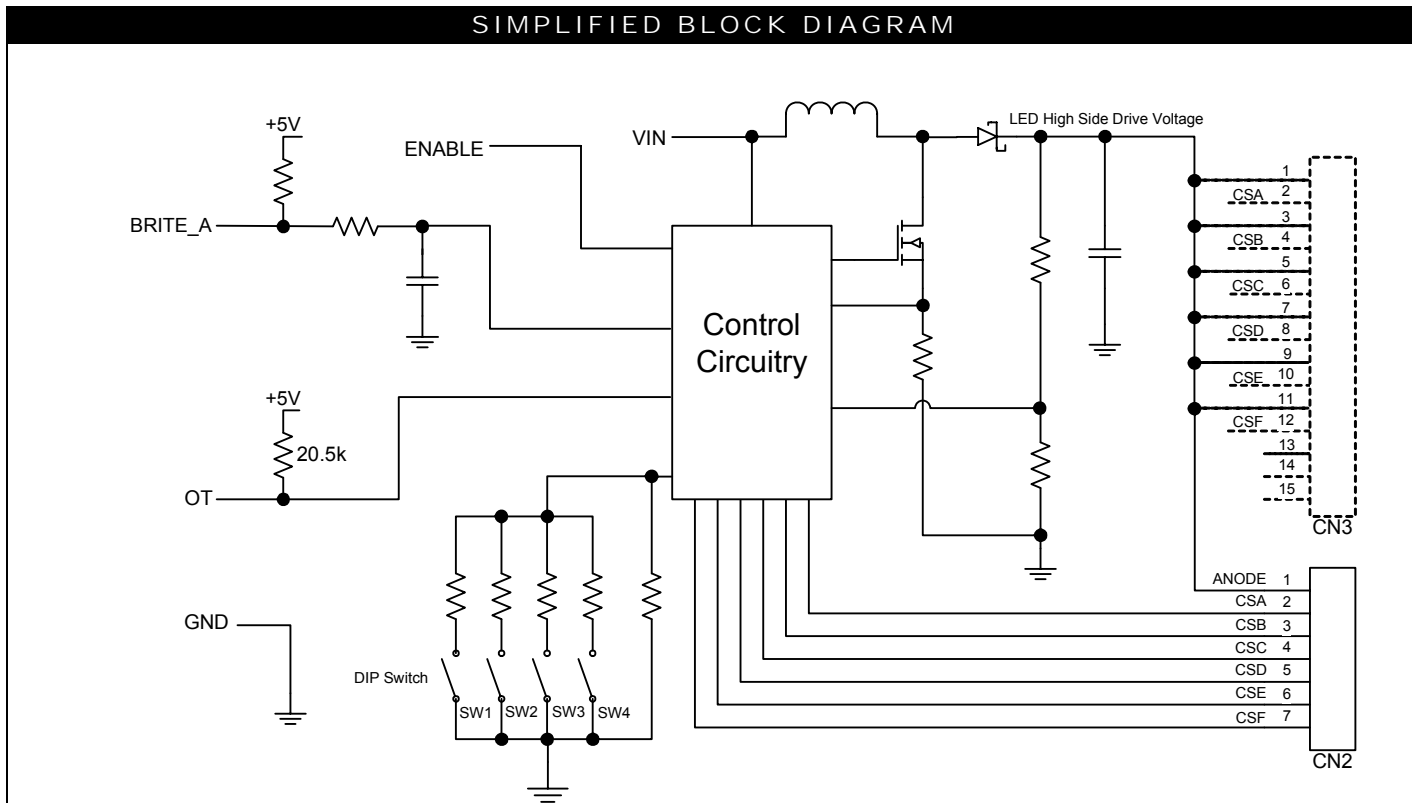 SIMPLIFIED BLOCK DIAGRAM
+5V
ENABLE
VIN
LED High Side Drive Voltage
BRITE_A
1
CSA 2
3
CSB 4
5
CSC 6
7
CSD 8
9
CSE 10
11
CSF 12
13
14
15
CN3
Control
Circuitry
+5V
20.5k
OT
GND
DIP Switch
SW1 SW2 SW3 SW4
ANODE 1
CSA 2
CSB 3
CSC 4
CSD 5
CSE 6
CSF 7
CN2